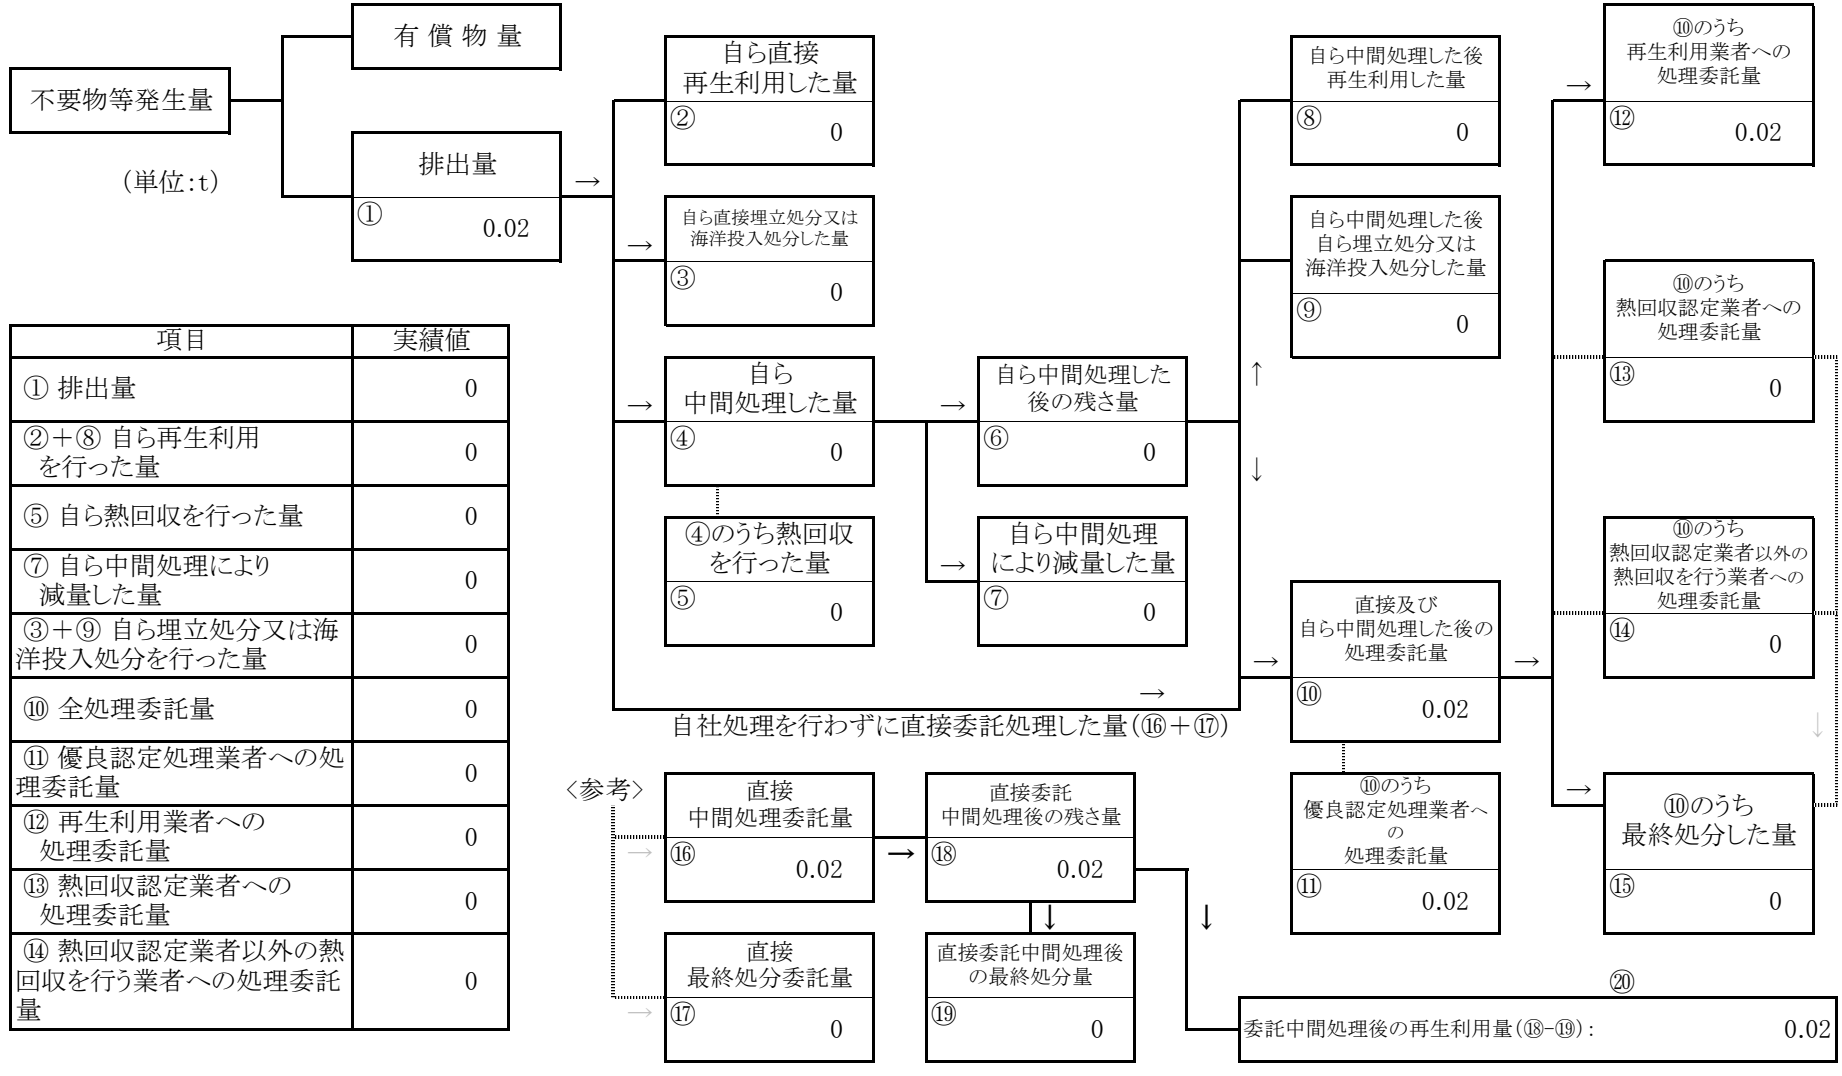 不要物等発生量
(単位:t)
有 償 物 量
排出量
①
0.02
→
自ら直接
再生利用した量
②
0
→
自ら直接埋立処分又は
海洋投入処分した量
③
0
→
自ら
中間処理した量
④
0
④のうち熱回収
を行った量
⑤
0
→
自ら中間処理した
後の残さ量
⑥
0
→
自ら中間処理
により減量した量
⑦
0
自ら中間処理した後
再生利用した量
⑧
0
自ら中間処理した後
自ら埋立処分又は
海洋投入処分した量
⑨
0
↑
↓
→
自社処理を行わずに直接委託処理した量(⑯+⑰)
→
直接及び
自ら中間処理した後の
処理委託量
⑩
0.02
⑩のうち
優良認定処理業者へ
の
処理委託量
⑪
0.02
→
→
⑩のうち
再生利用業者への
処理委託量
⑫
0.02
⑩のうち
熱回収認定業者への
処理委託量
⑬
0
⑩のうち
熱回収認定業者以外の
熱回収を行う業者への
処理委託量
⑭
0
↓
→
⑩のうち
最終処分した量
⑮
0
項目 実績値
① 排出量 0
②+⑧ 自ら再生利用
を行った量 0
⑤ 自ら熱回収を行った量 0
⑦ 自ら中間処理により
減量した量 0
③+⑨ 自ら埋立処分又は海
洋投入処分を行った量 0
⑩ 全処理委託量 0
⑪ 優良認定処理業者への処
理委託量 0
⑫ 再生利用業者への
処理委託量 0
⑬ 熱回収認定業者への
処理委託量 0
⑭ 熱回収認定業者以外の熱
回収を行う業者への処理委託
量 0
<参考>
→
直接
中間処理委託量
⑯
0.02
→
直接委託
中間処理後の残さ量
⑱
0.02
→
直接
最終処分委託量
⑰
0
↓
直接委託中間処理後
の最終処分量
⑲
0
↓
⑳
委託中間処理後の再生利用量(⑱-⑲): 0.02